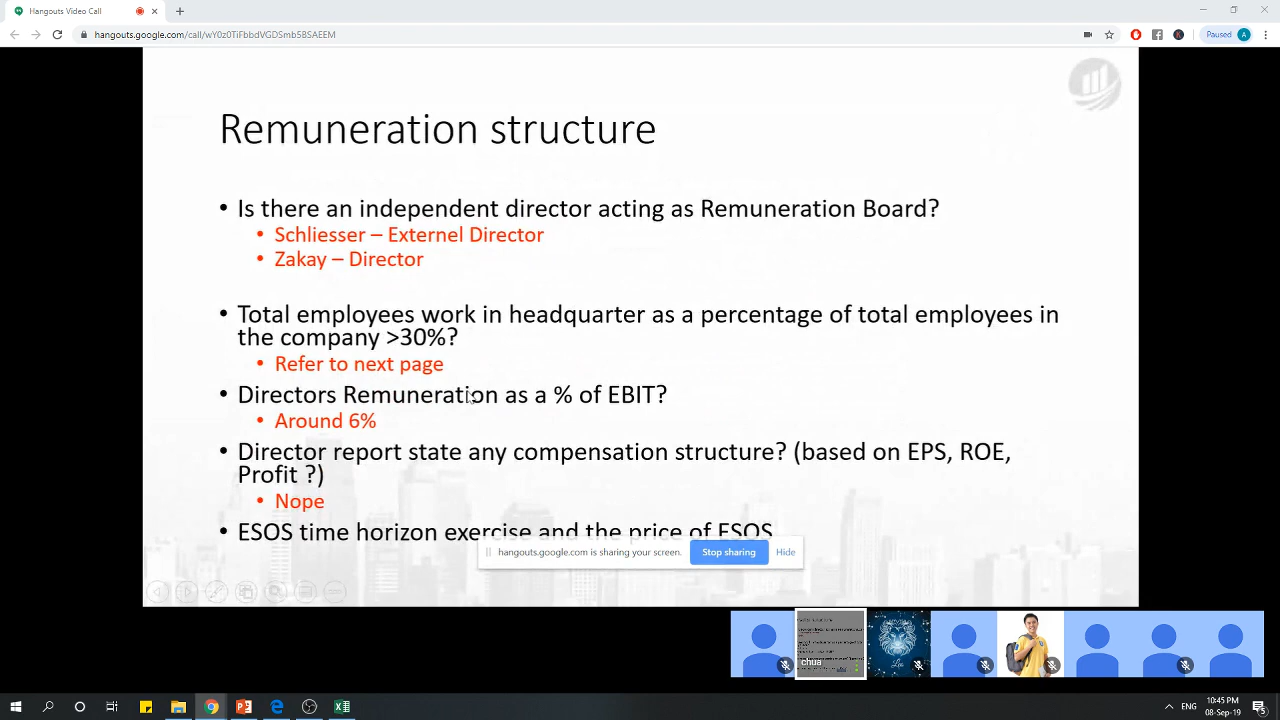 Hangouts Video Call
hangouts.google.com/call/wY0z0TiFbbdVGDSmb5BSAEEM
Paused
A
Remuneration structure
• Is there an independent director acting as Remuneration Board?
• Schliesser – Externel Director
• Zakay – Director
• Total employees work in headquarter as a percentage of total employees in
the company >30%?
• Refer to next page
• Directors Remuneration as a % of EBIT?
• Around 6%
• Director report state any compensation structure? (based on EPS, ROE,
Profit ?)
• Nope
• ESOS time horizon exercise and the price of ESOS
hangouts.google.com is sharing your screen.
Stop sharing
Hide
chua
Leo
ENG
10:45 PM
08-Sep-19